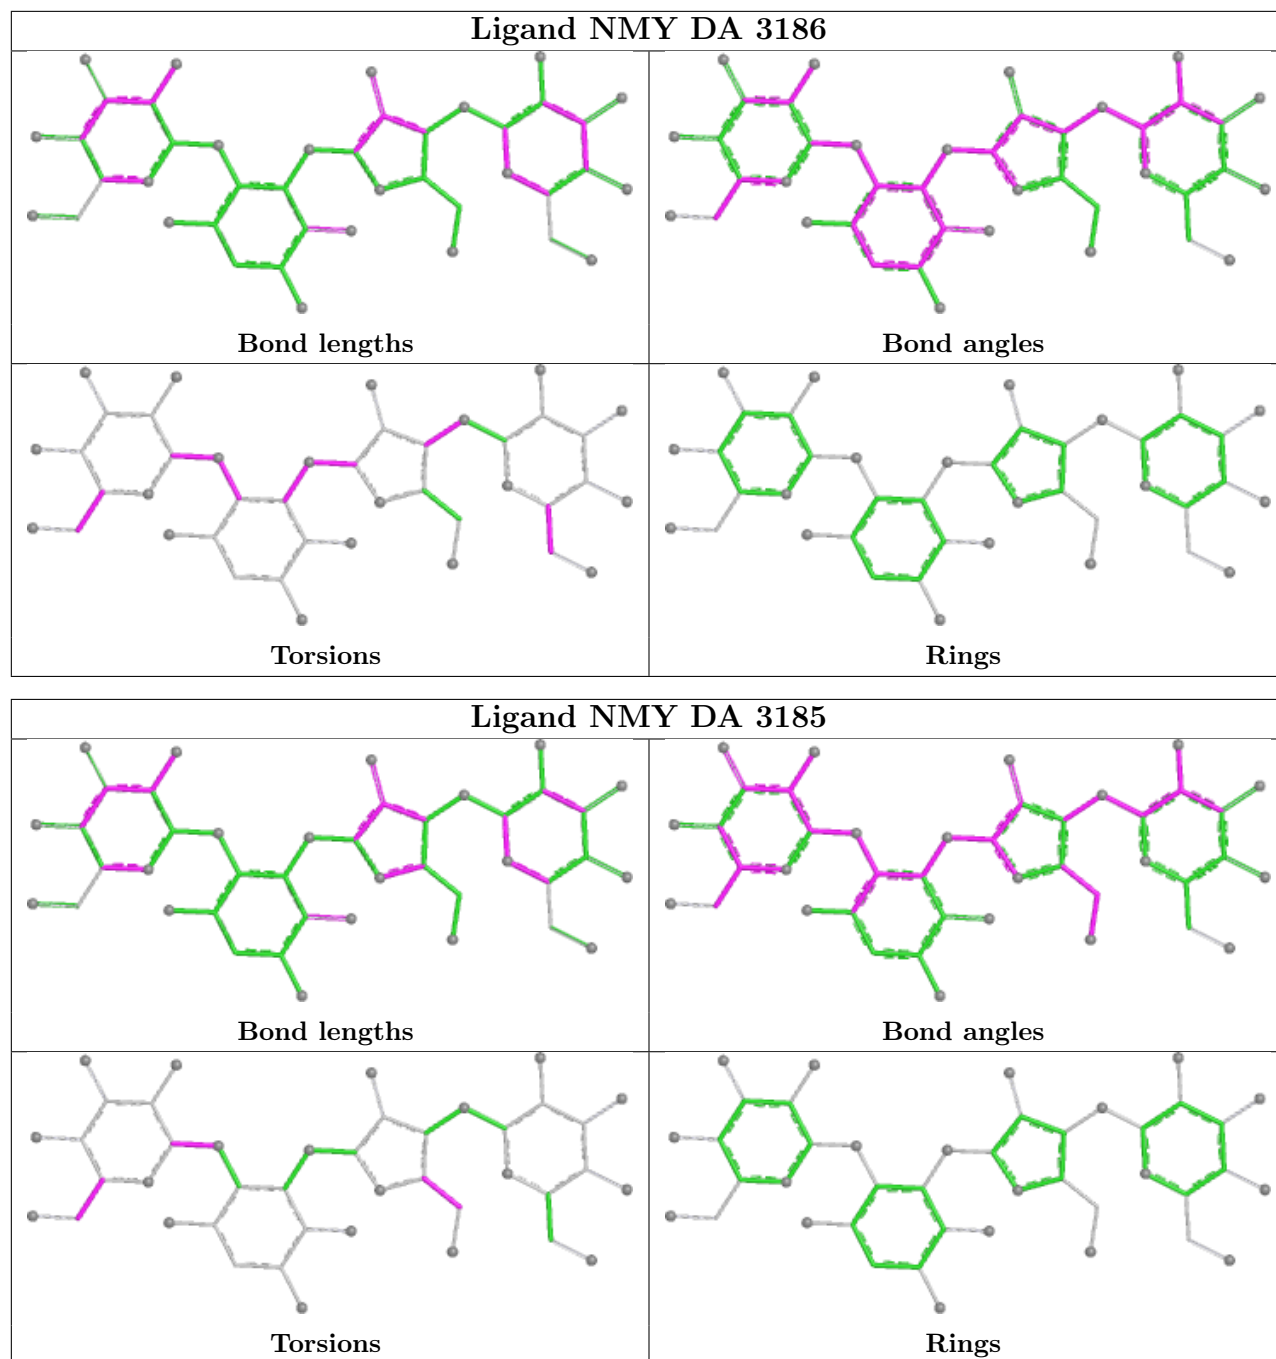 Ligand NMY DA 3186
Bond lengths
Bond angles
Torsions
Rings
Ligand NMY DA 3185
Bond lengths
Bond angles
Torsions
Rings